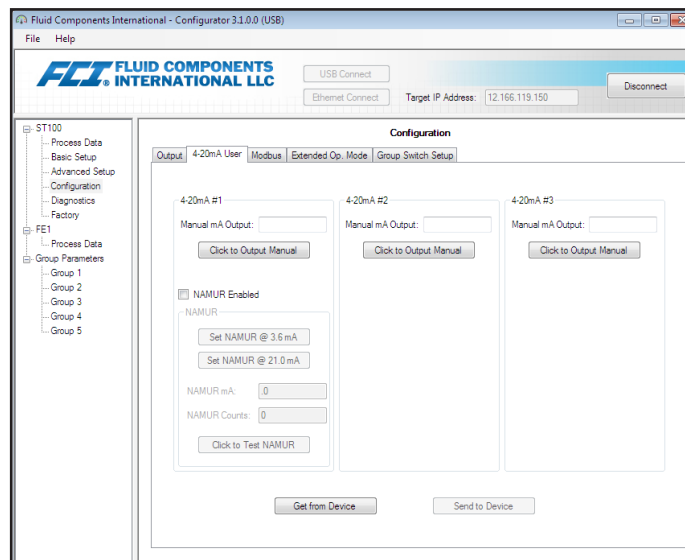 Fluid Components International - Configurator 3.1.0.0 (USB)
File Help
FCI. FLUID COMPONENTS
INTERNATIONAL LLC
USB Connect
Ethernet Connect Target IP Address: 12.166.119.150
Disconnect
ST100
Process Data
Basic Setup
Advanced Setup
Configuration
Diagnostics
Factory
FE1
Process Data
Group Parameters
Group 1
Group 2
Group 3
Group 4
Group 5
Configuration
Output 4-20mA User Modbus Extended Op. Mode Group Switch Setup
4-20mA #1 4-20mA #2 4-20mA #3
Manual mA Output: Manual mA Output: Manual mA Output:
Click to Output Manual Click to Output Manual Click to Output Manual
NAMUR Enabled
NAMUR
Set NAMUR @ 3.6 mA
Set NAMUR @ 21.0 mA
NAMUR mA: .0
NAMUR Counts: 0
Click to Test NAMUR
Get from Device Send to Device